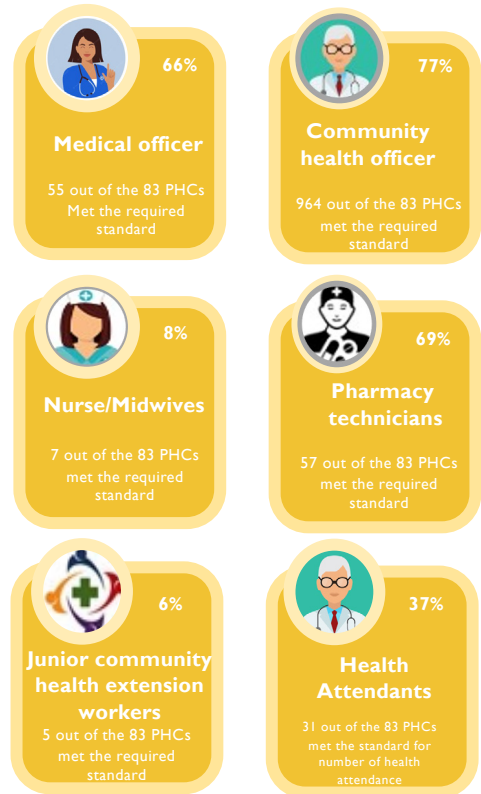 66%
Medical officer
55 out of the 83 PHCs
Met the required
standard
77%
Community
health officer
964 out of the 83 PHCs
met the required
standard
8%
Nurse/Midwives
7 out of the 83 PHCs
met the required
standard
69%
Pharmacy
technicians
57 out of the 83 PHCs
met the required
standard
6%
Junior community
health extension
workers
5 out of the 83 PHCs
met the required
standard
37%
Health
Attendants
31 out of the 83 PHCs
met the standard for
number of health
attendance